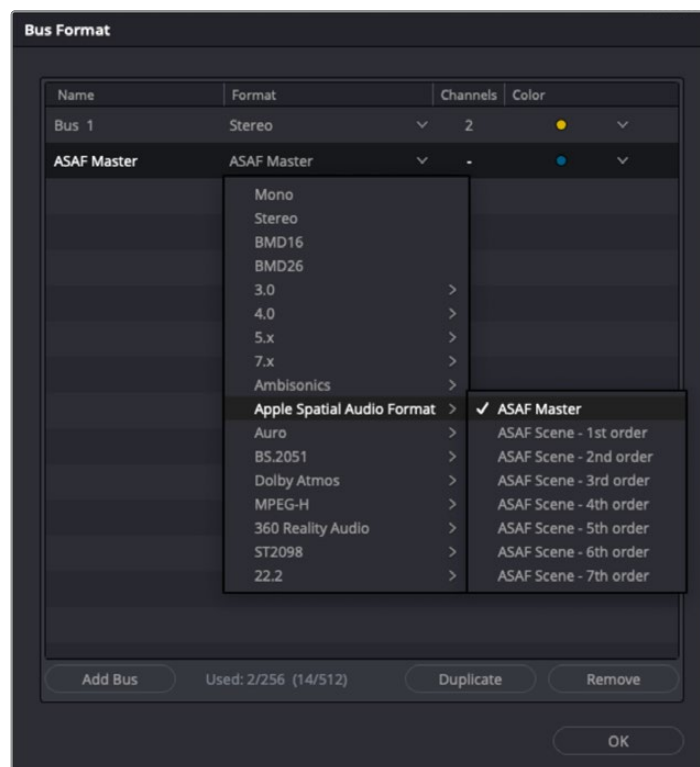 Bus Format
Name Format Channels Color
Bus 1 Stereo 2
ASAF Master ASAF Master -
Mono
Stereo
BMD16
BMD26
3.0
4.0
5.x
7.x
Ambisonics
Apple Spatial Audio Format
Auro
BS.2051
Dolby Atmos
MPEG-H
360 Reality Audio
ST2098
22.2
ASAF Master
ASAF Scene - 1st order
ASAF Scene - 2nd order
ASAF Scene - 3rd order
ASAF Scene - 4th order
ASAF Scene - 5th order
ASAF Scene - 6th order
ASAF Scene - 7th order
Add Bus Used: 2/256 (14/512) Duplicate Remove
OK